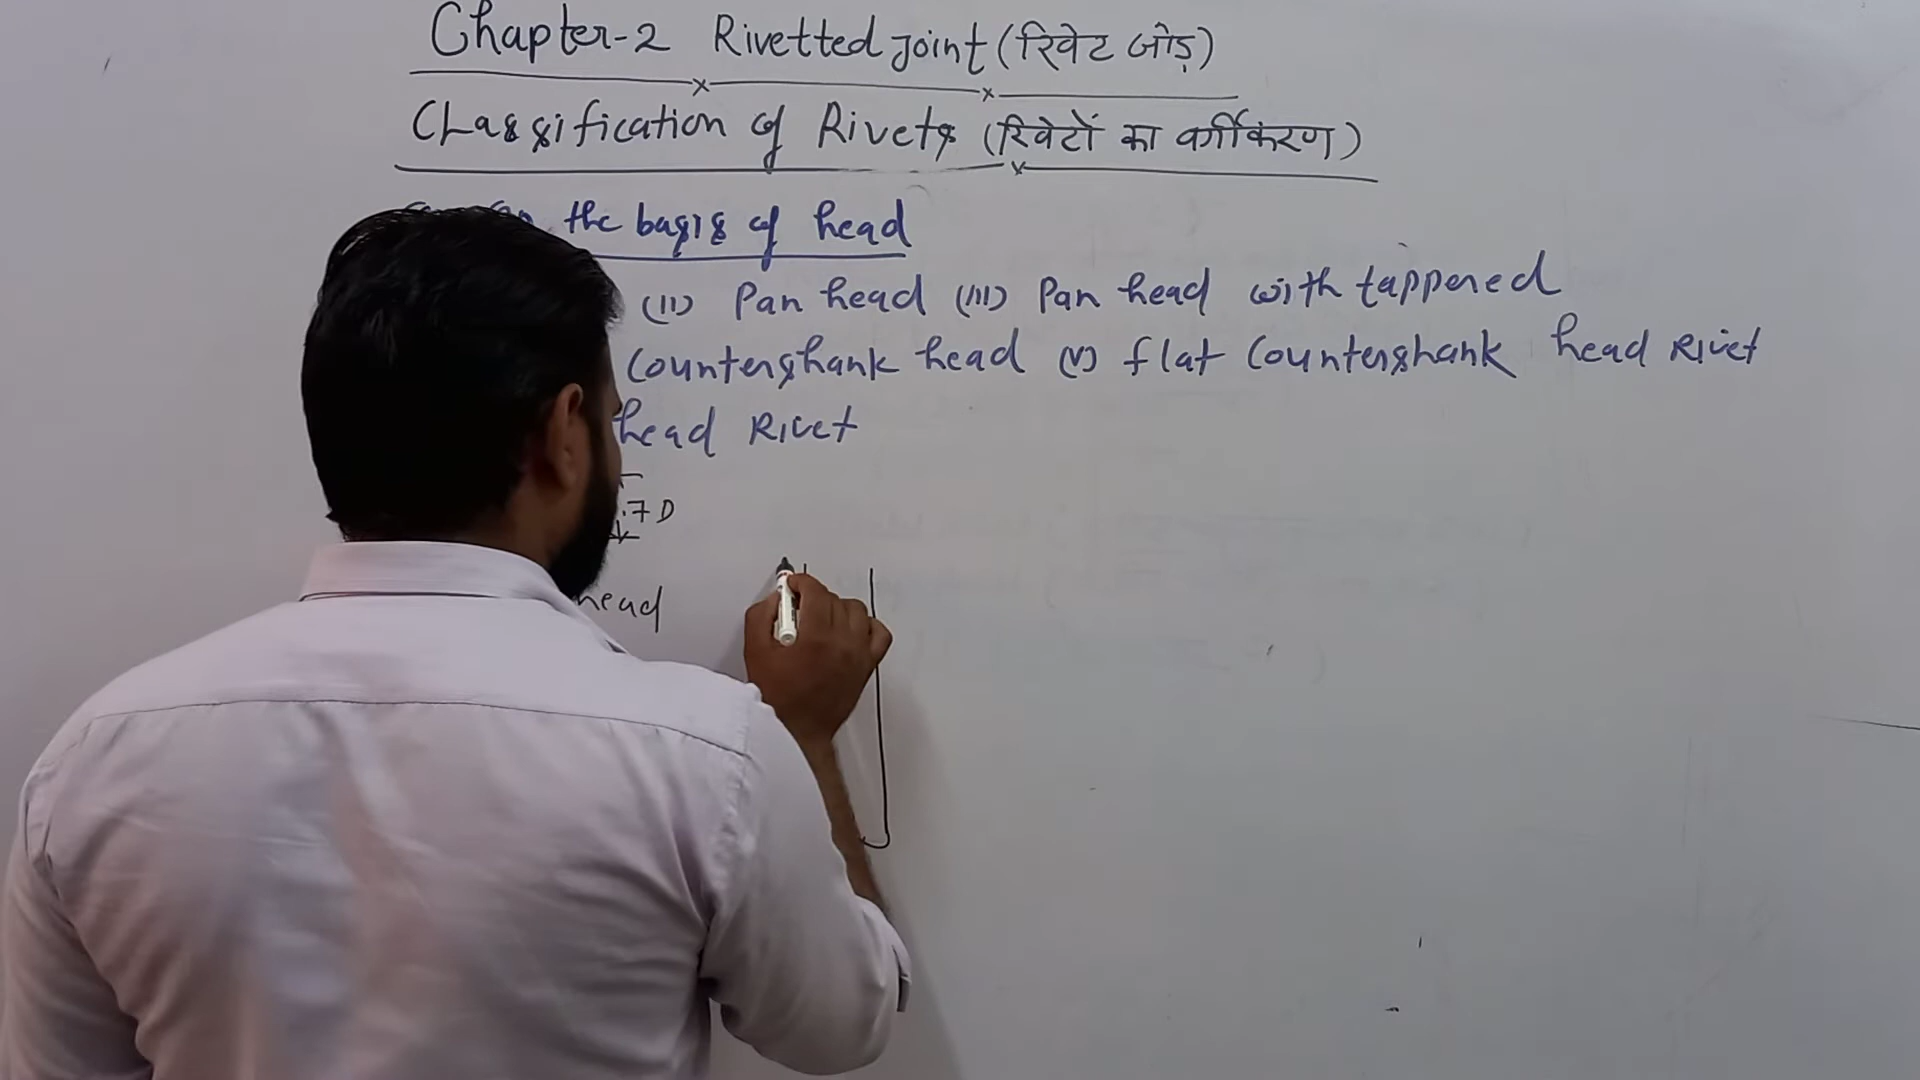 Chapter-2 Rivetted joint (रिवेट जोड़)
Classification of Rivets (रिवेटों का वर्गीकरण)
the basis of head
(II) Pan head (III) Pan head with tappered
countershank head (V) flat countershank head Rivet
head Rivet
.7 D
head